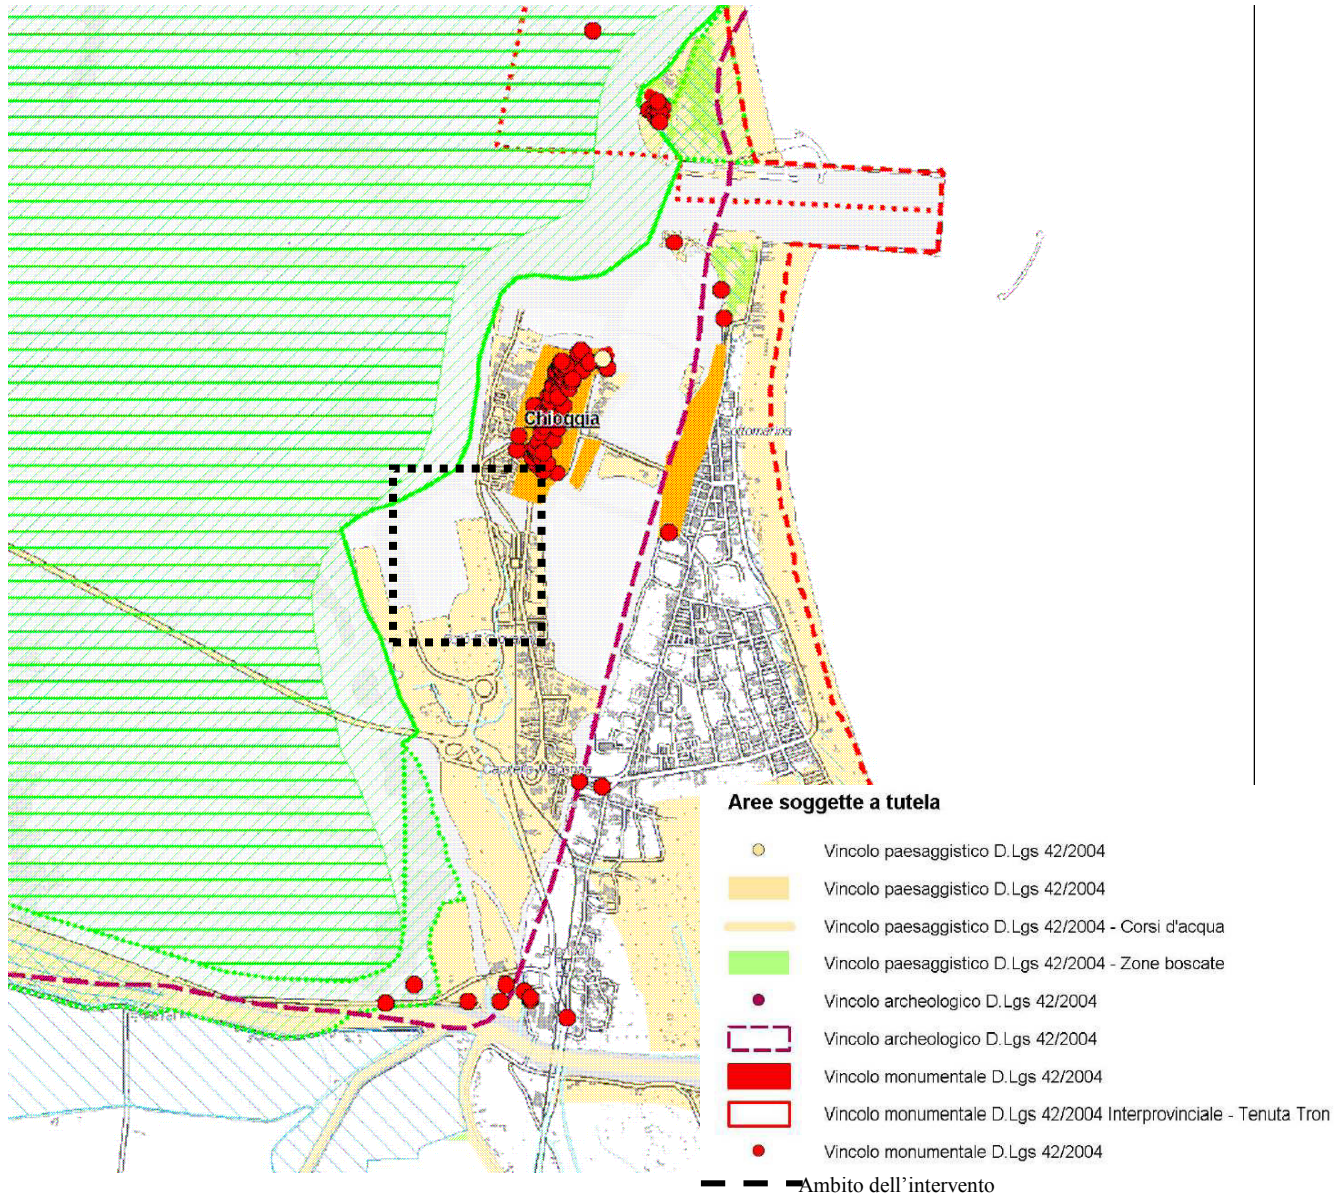 Chioggia
Aree soggette a tutela
Vincolo paesaggistico D.Lgs 42/2004
Vincolo paesaggistico D.Lgs 42/2004
Vincolo paesaggistico D.Lgs 42/2004 - Corsi d'acqua
Vincolo paesaggistico D.Lgs 42/2004 - Zone boscate
Vincolo archeologico D.Lgs 42/2004
Vincolo archeologico D.Lgs 42/2004
Vincolo monumentale D.Lgs 42/2004
Vincolo monumentale D.Lgs 42/2004 Interprovinciale - Tenuta Tron
Vincolo monumentale D.Lgs 42/2004
Ambito dell'intervento